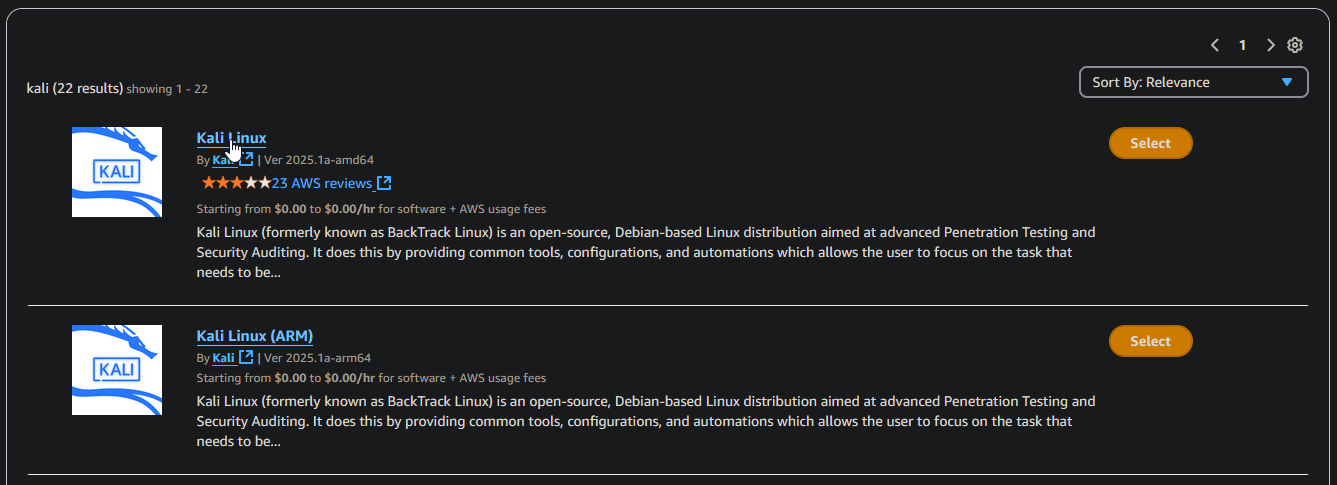 1
kali (22 results) showing 1 - 22
Sort By: Relevance
KALI
Kali Linux
Select
By Kali | Ver 2025.1a-amd64
23 AWS reviews
Starting from $0.00 to $0.00/hr for software + AWS usage fees
Kali Linux (formerly known as BackTrack Linux) is an open-source, Debian-based Linux distribution aimed at advanced Penetration Testing and
Security Auditing. It does this by providing common tools, configurations, and automations which allows the user to focus on the task that
needs to be...
KALI
Kali Linux (ARM)
Select
By Kali | Ver 2025.1a-arm64
Starting from $0.00 to $0.00/hr for software + AWS usage fees
Kali Linux (formerly known as BackTrack Linux) is an open-source, Debian-based Linux distribution aimed at advanced Penetration Testing and
Security Auditing. It does this by providing common tools, configurations, and automations which allows the user to focus on the task that
needs to be...